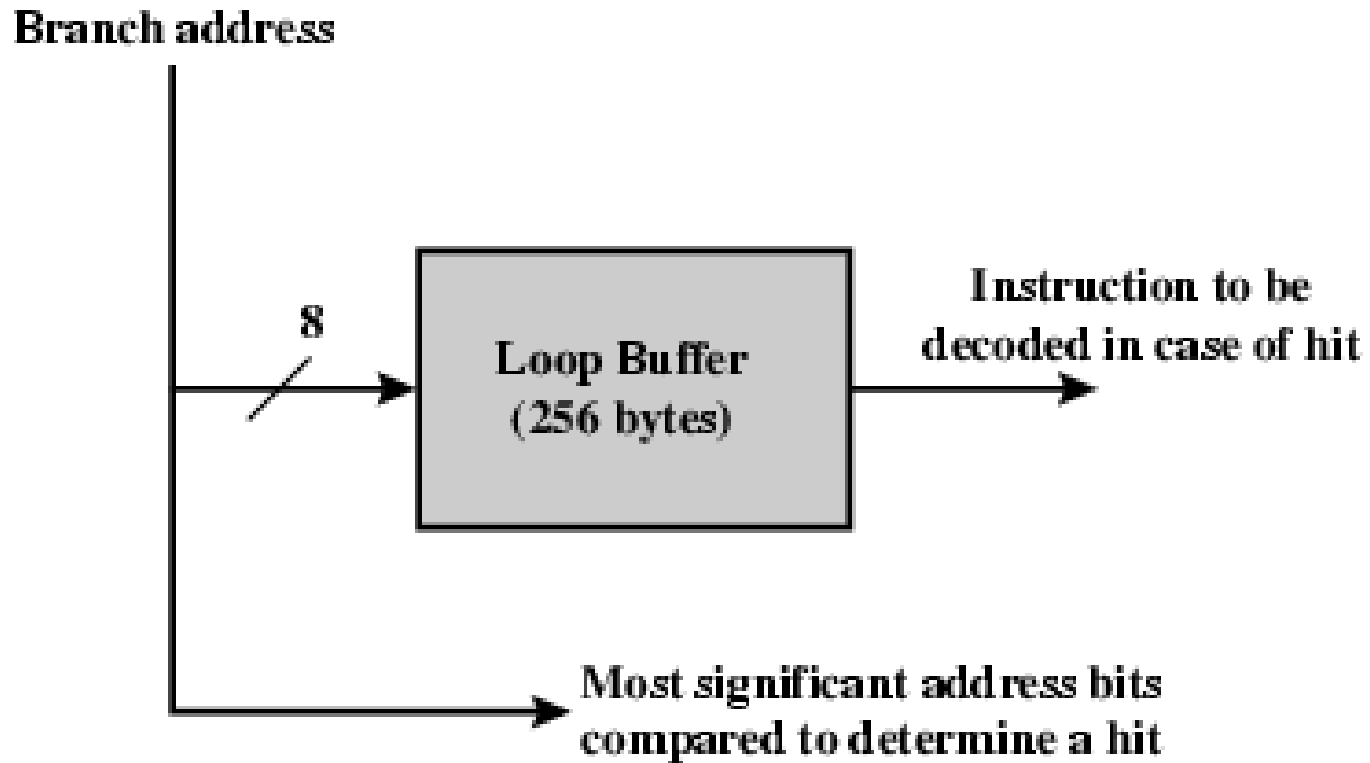 Branch address
8
Loop Buffer
(256 bytes)
Instruction to be
decoded in case of hit
Most significant address bits
compared to determine a hit